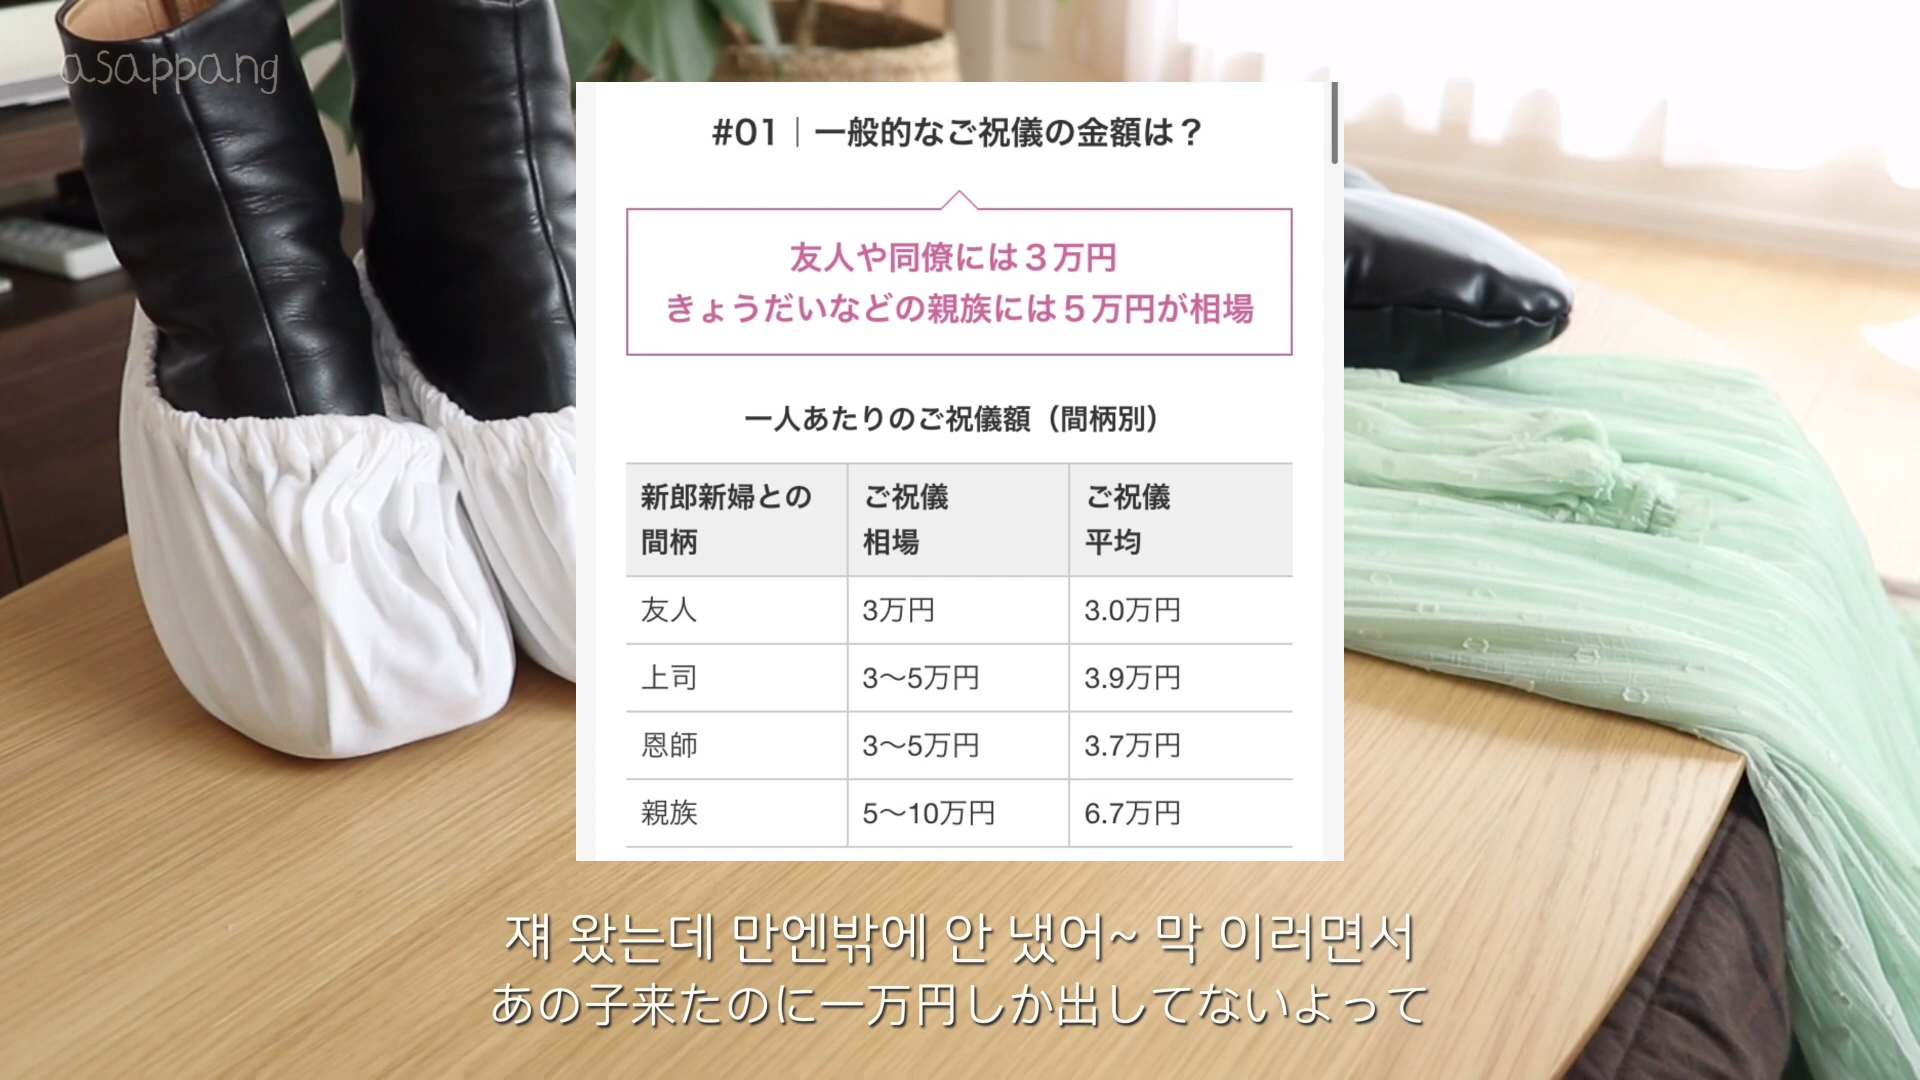 asappang
#01｜一般的なご祝儀の金額は？
友人や同僚には３万円
きょうだいなどの親族には５万円が相場
一人あたりのご祝儀額（間柄別）
新郎新婦との間柄 ご祝儀相場 ご祝儀平均
友人 3万円 3.0万円
上司 3〜5万円 3.9万円
恩師 3〜5万円 3.7万円
親族 5〜10万円 6.7万円
쟤 왔는데 만엔밖에 안 냈어~ 막 이러면서
あの子来たのに一万円しか出してないよって